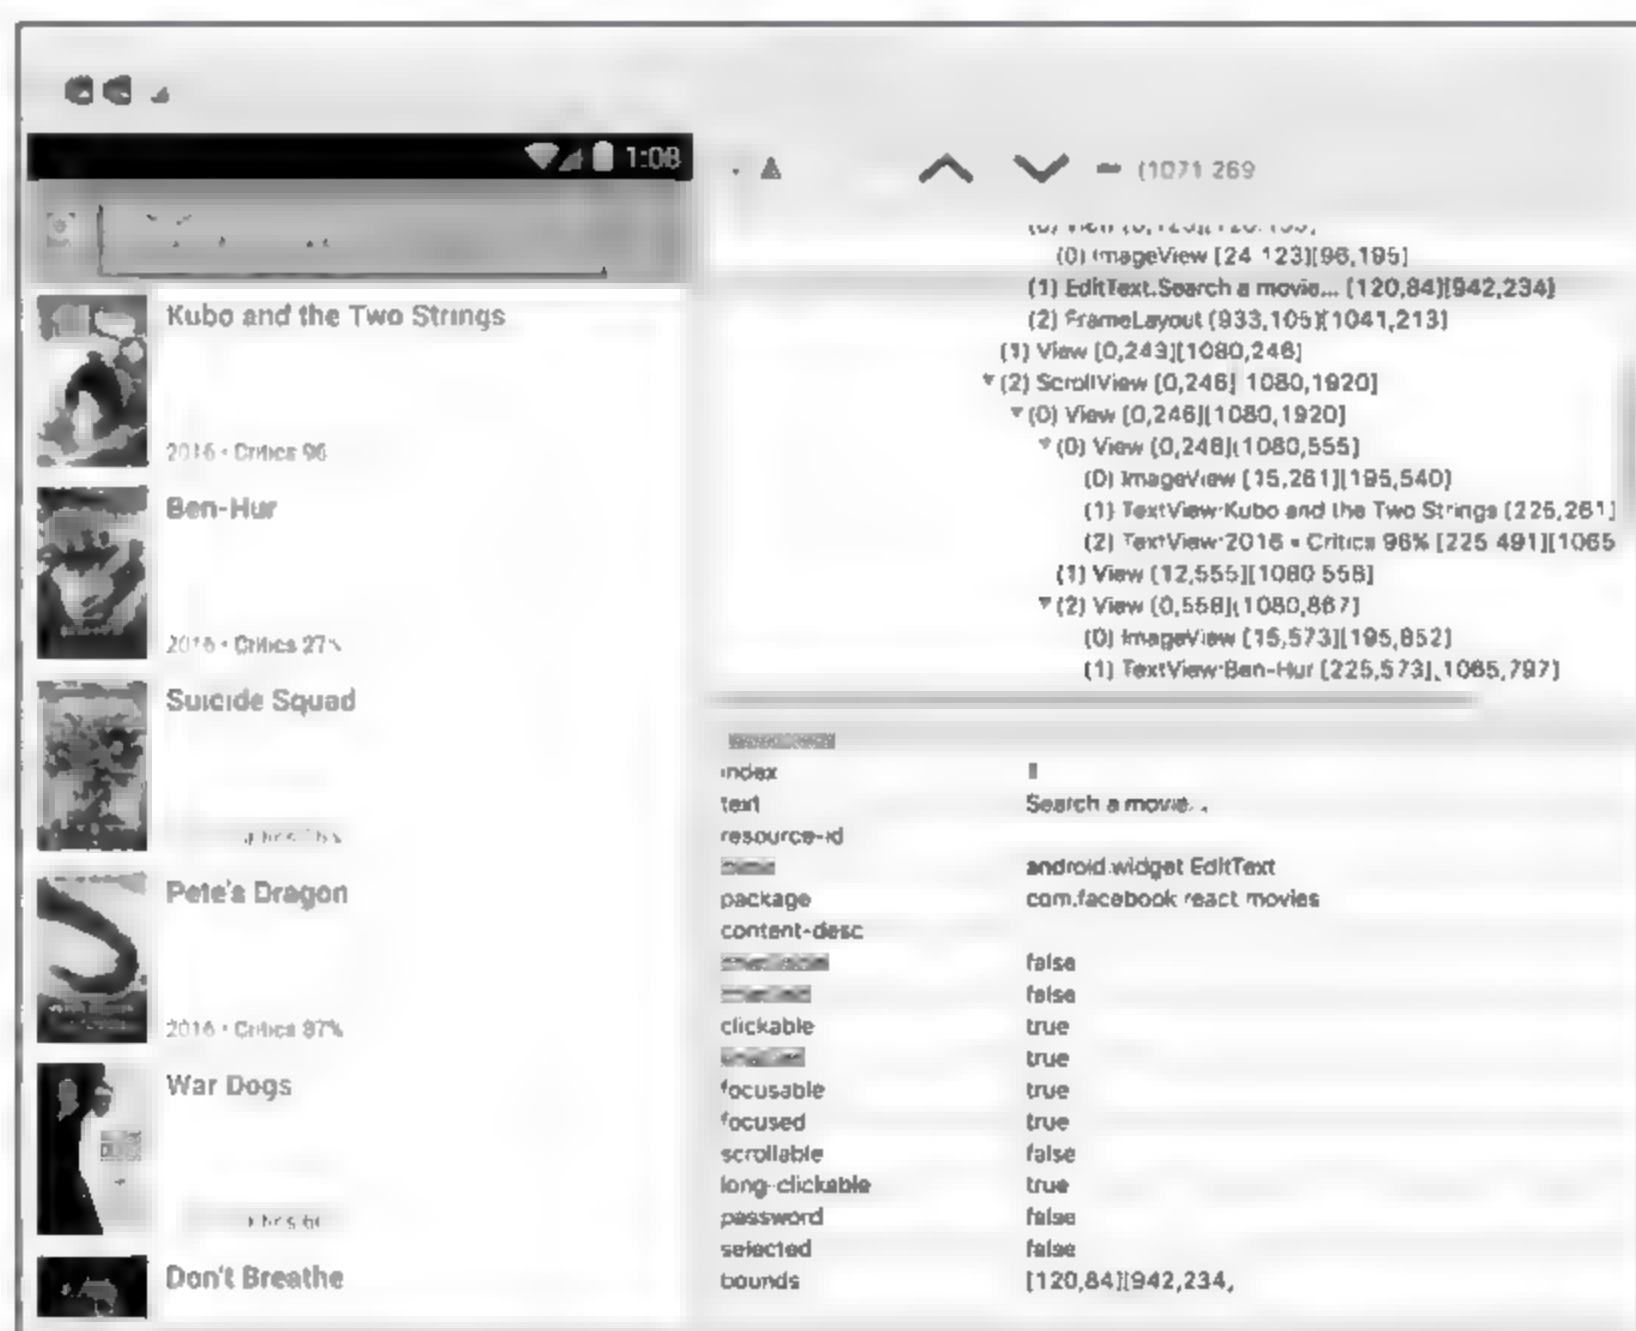 1:08
Kubo and the Two Strings
2016 • Critics 96
Ben-Hur
2016 • Critics 27%
Suicide Squad
Pete's Dragon
2016 • Critics 87%
War Dogs
Don't Breathe
(1071 269
(0) ImageView [24 123][96,195]
(1) EditText:Search a movie... [120,84][942,234]
(2) FrameLayout [933,105][1041,213]
(1) View [0,243][1080,246]
(2) ScrollView [0,246] 1080,1920]
(0) View [0,246][1080,1920]
(0) View [0,246][1080,555]
(0) ImageView [15,261][195,540]
(1) TextView:Kubo and the Two Strings [225,261]
(2) TextView:2016 • Critics 96% [225 491][1065
(1) View [12,555][1080 558]
(2) View [0,558][1080,867]
(0) ImageView [15,573][195,852]
(1) TextView:Ben-Hur [225,573][1065,797]
index
text Search a movie...
resource-id
android.widget EditText
package com.facebook react movies
content-desc
false
false
clickable true
true
focusable true
focused true
scrollable false
long-clickable true
password false
selected false
bounds [120,84][942,234]